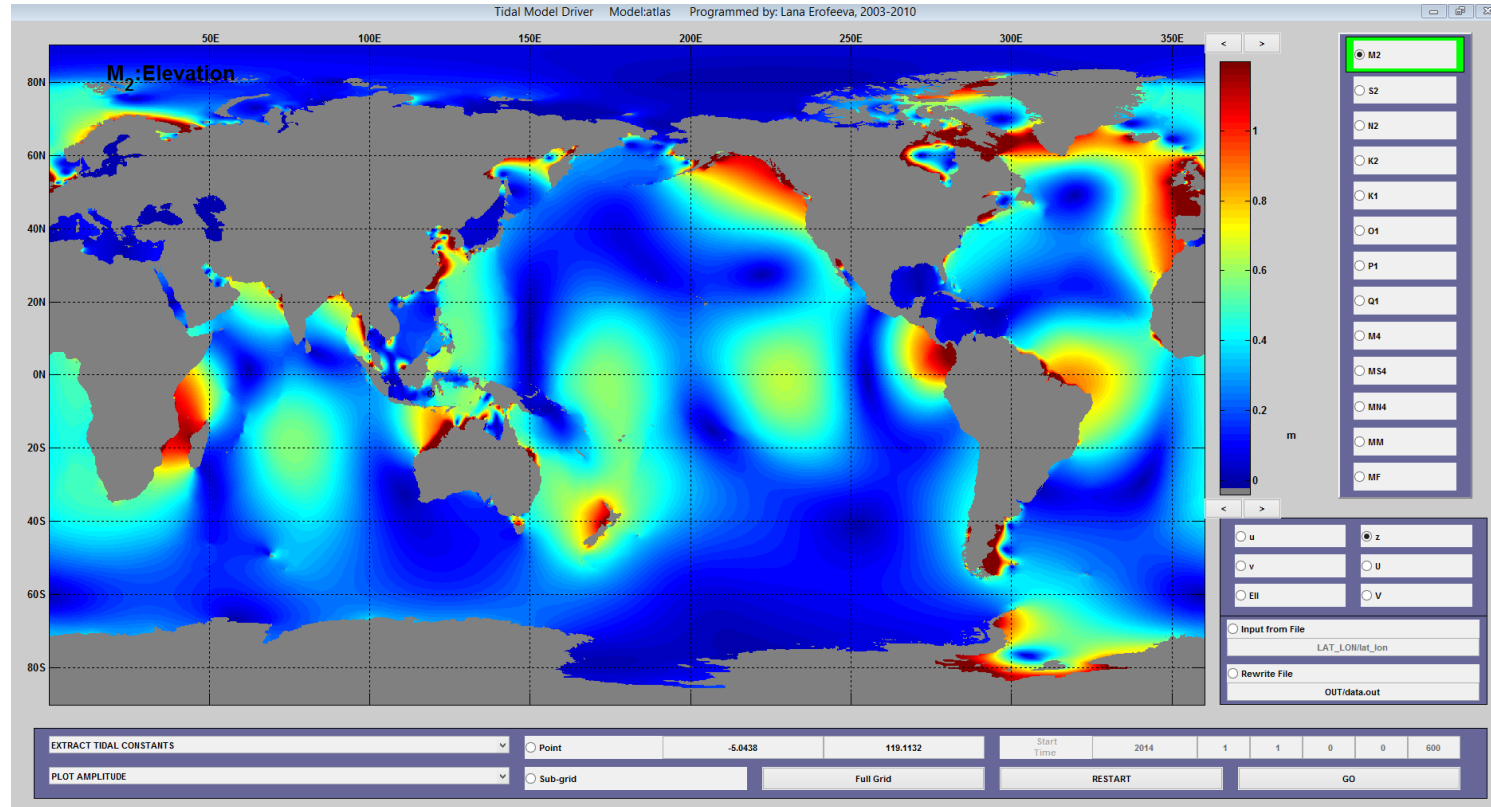 Tidal Model Driver Model:atlas Programmed by: Lana Erofeeva, 2003-2010
50E 100E 150E 200E 250E 300E 350E
M2:Elevation
80N
60N
40N
20N
0N
20S
40S
60S
80S
< >
1
0.8
0.6
0.4
0.2
0
m
< >
M2
S2
N2
K2
K1
O1
P1
Q1
M4
MS4
MN4
MM
MF
u z
v U
Ell V
Input from File
LAT_LON/lat_lon
Rewrite File
OUT/data.out
EXTRACT TIDAL CONSTANTS Point -5.0438 119.1132 Start Time 2014 1 1 0 0 600
PLOT AMPLITUDE Sub-grid Full Grid RESTART GO